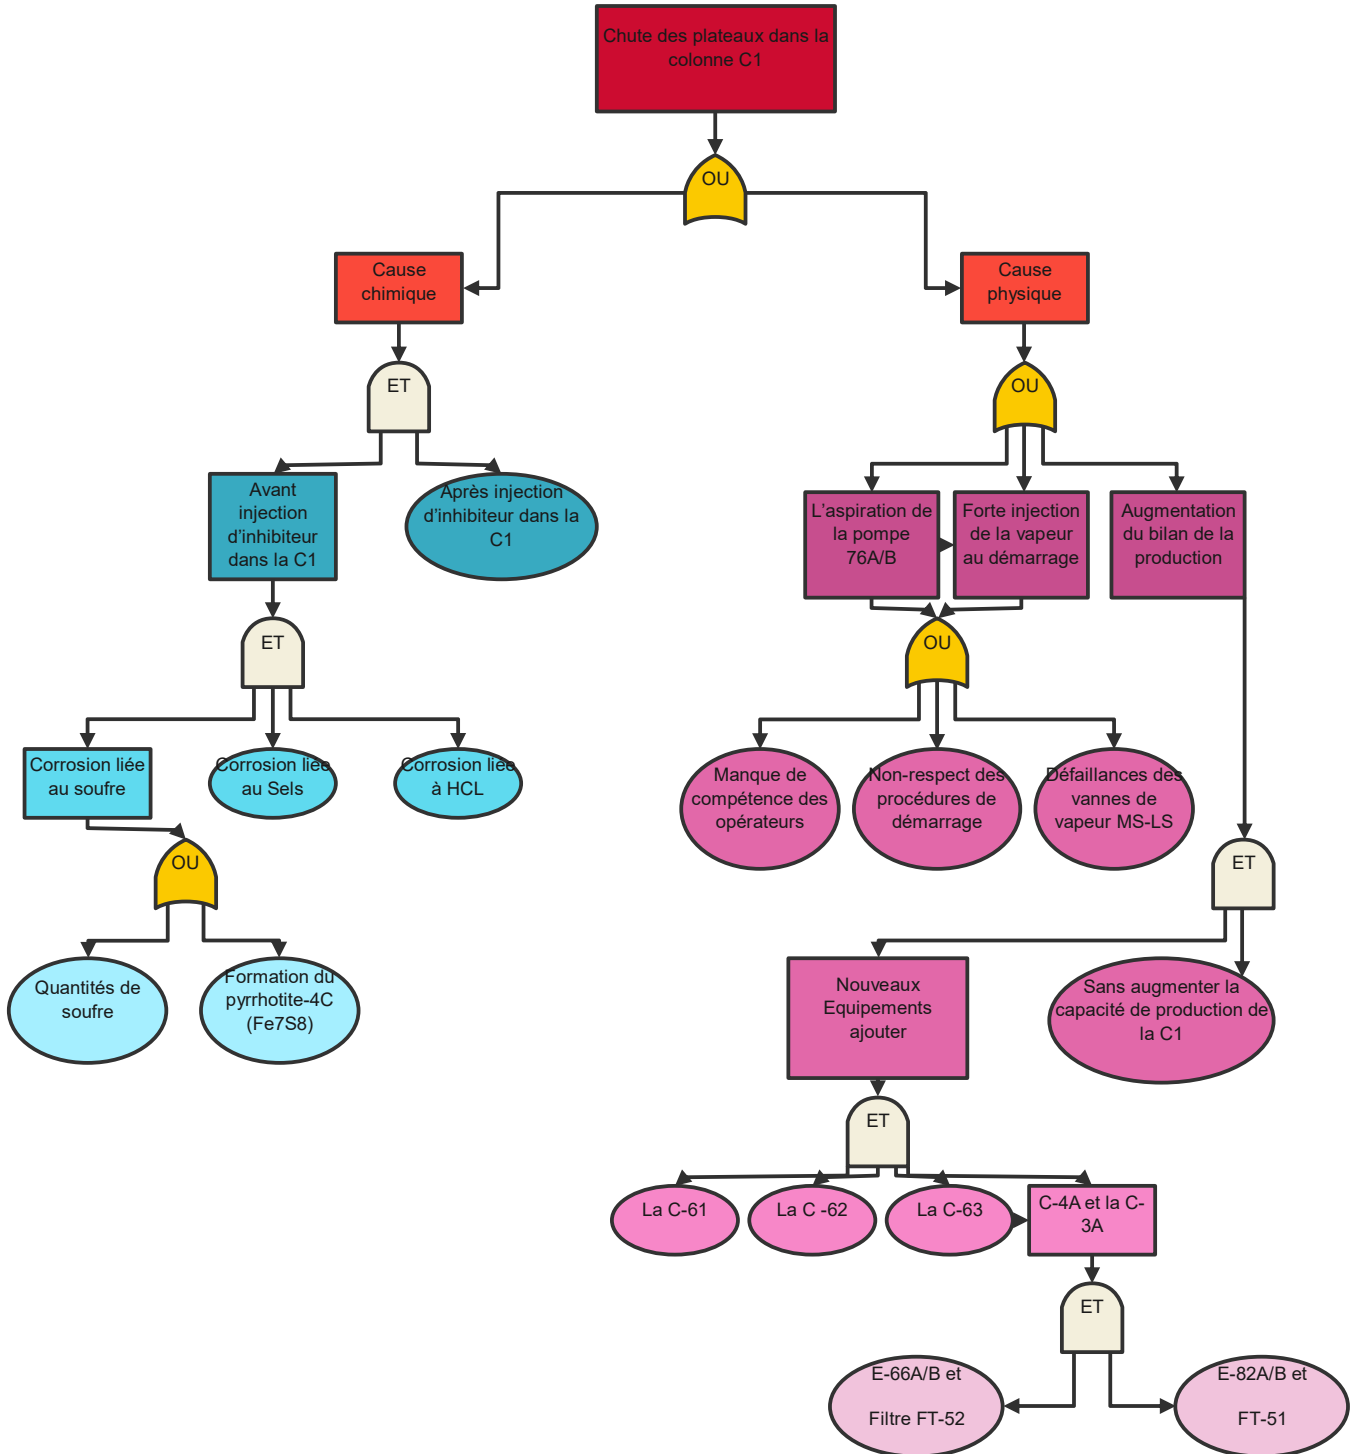 Chute des plateaux dans la
colonne C1
OU
Cause
chimique
Cause
physique
ET
OU
Avant
injection
d’inhibiteur
dans la C1
Après injection
d’inhibiteur dans la
C1
L’aspiration de
la pompe
76A/B
Forte injection
de la vapeur
au démarrage
Augmentation
du bilan de la
production
ET
OU
Corrosion liée
au soufre
Corrosion liée
au Sels
Corrosion liée
à HCL
Manque de
compétence des
opérateurs
Non-respect des
procédures de
démarrage
Défaillances des
vannes de
vapeur MS-LS
OU
ET
Quantités de
soufre
Formation du
pyrrhotite-4C
(Fe7S8)
Nouveaux
Equipements
ajouter
Sans augmenter la
capacité de production de
la C1
ET
La C-61
La C -62
La C-63
C-4A et la C-
3A
ET
E-66A/B et
Filtre FT-52
E-82A/B et
FT-51